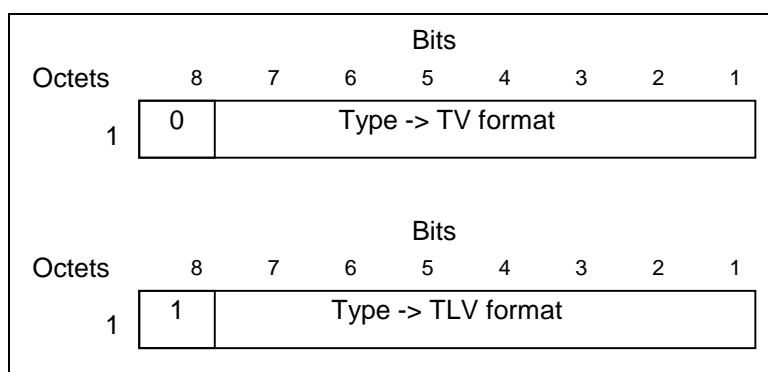 Bits
Octets 8 7 6 5 4 3 2 1
1 0 Type -> TV format
Bits
Octets 8 7 6 5 4 3 2 1
1 1 Type -> TLV format